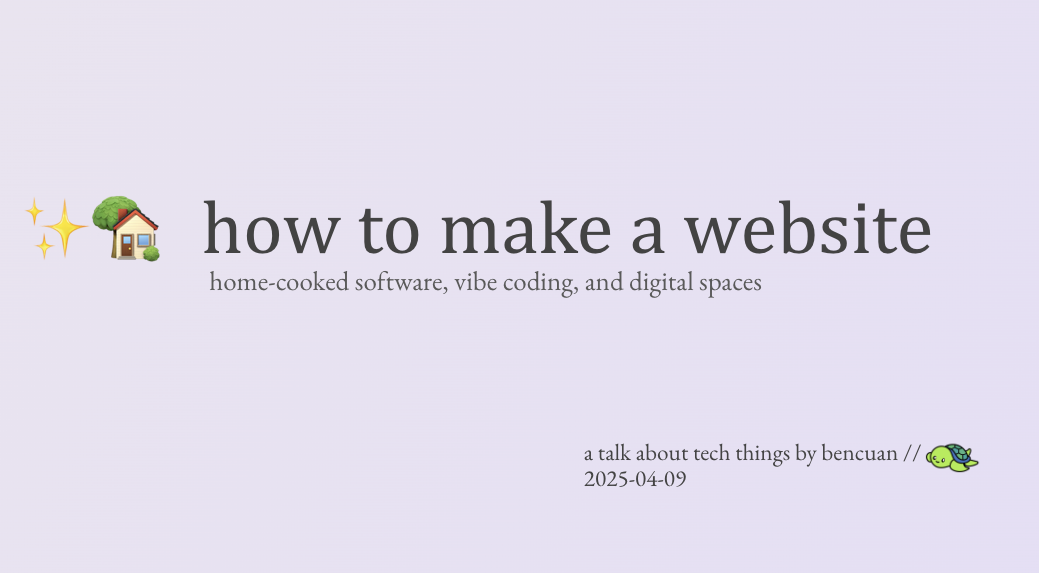 how to make a website
home-cooked software, vibe coding, and digital spaces
a talk about tech things by bencuan //
2025-04-09